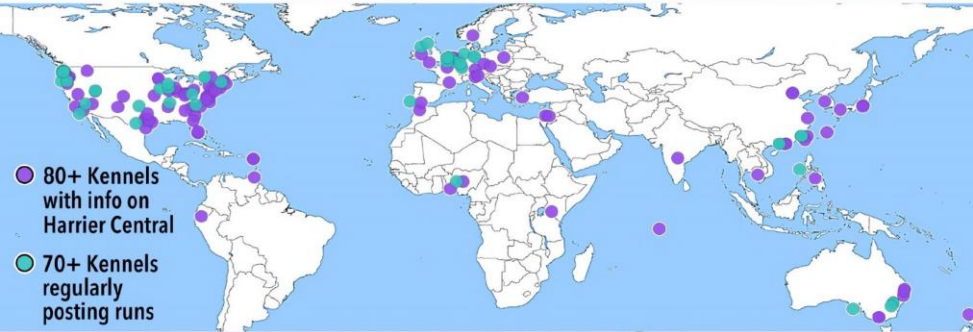 80+ Kennels
with info on
Harrier Central
70+ Kennels
regularly
posting runs